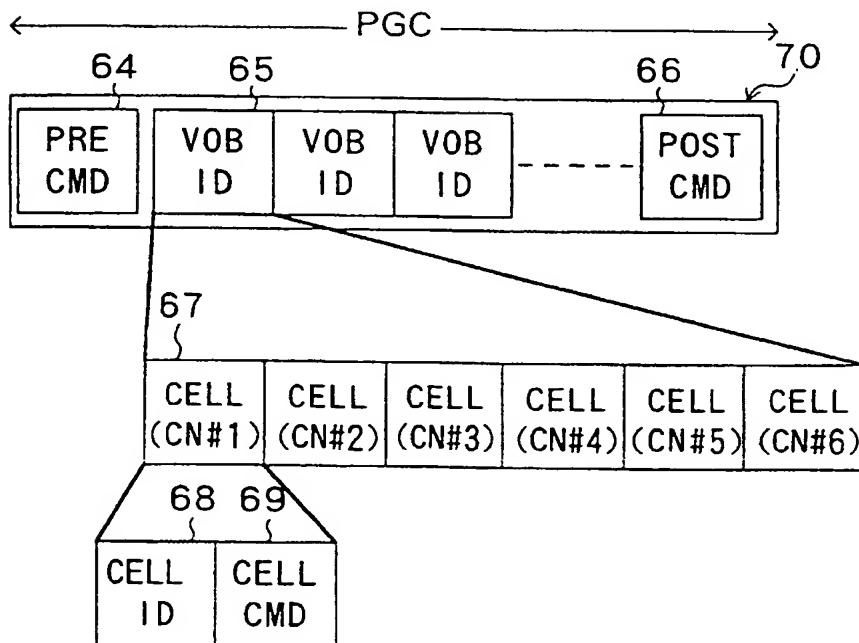 PGC
64 65 66 70
PRE VOB VOB VOB POST
CMD ID ID ID CMD
67
CELL CELL CELL CELL CELL CELL
(CN#1) (CN#2) (CN#3) (CN#4) (CN#5) (CN#6)
68 69
CELL CELL
ID CMD